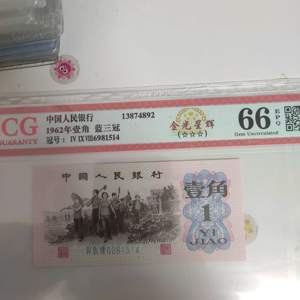 CG
GUARANTY
中国人民银行
13874892
1962年壹角 蓝三冠
冠号: IV IX VIII6981514
金光星辉
(☆☆☆)
66
EPQ
Gem Uncirculated
中国人民银行
壹角
1
YI
JIAO
6981514